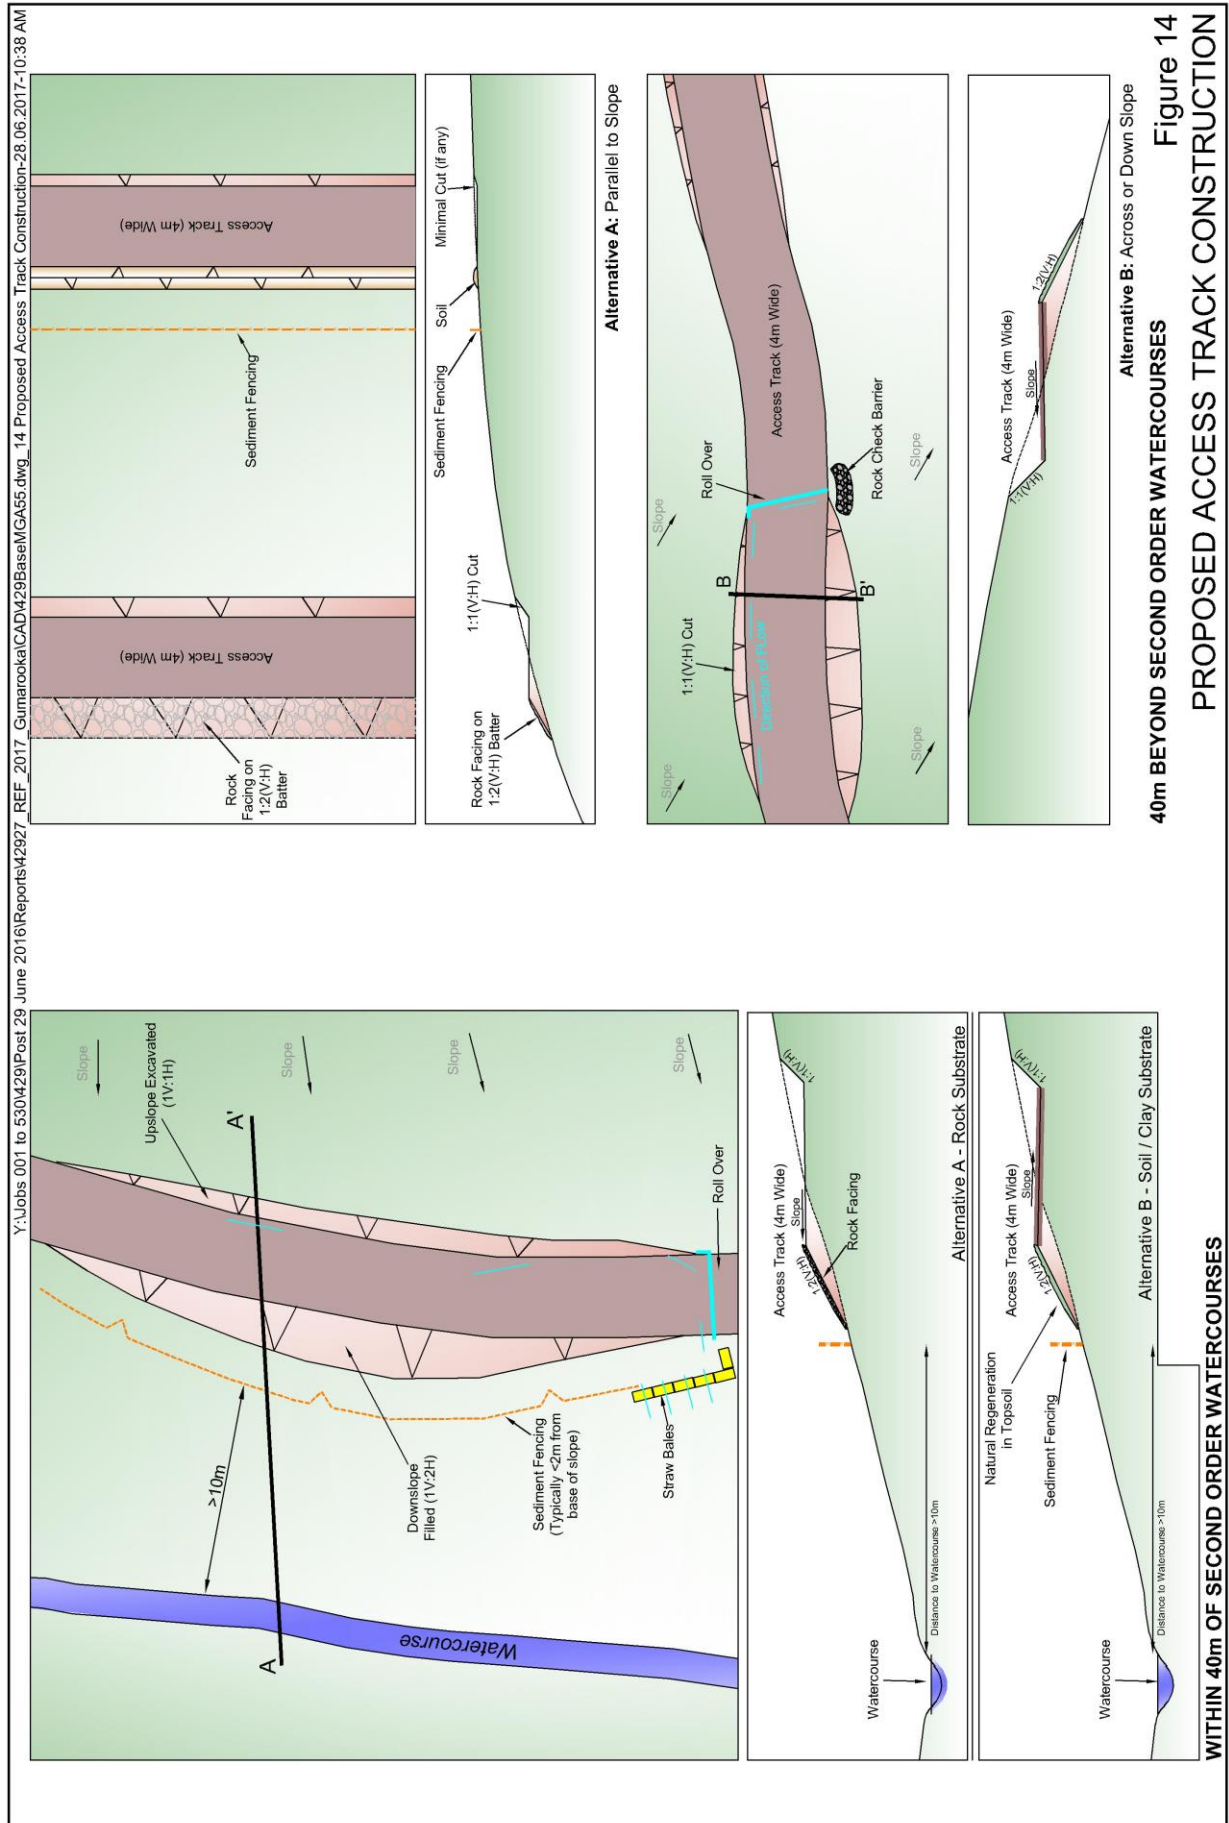 Y:\Jobs 001 to 530\429\Post 29 June 2016\Reports\42927_REF_2017_Gumarooka\CAD\429BaseMGA55.dwg_14 Proposed Access Track Construction-28.06.2017-10:38 AM
Slope
Slope
Slope
Slope
Upslope Excavated
(1V:1H)
A'
Roll Over
>10m
Downslope
Filled (1V:2H)
Sediment Fencing
(Typically <2m from
base of slope)
Straw Bales
A
Watercourse
Access Track (4m Wide)
Slope
1:2(V:H)
1:1(V:H)
Rock Facing
Distance to Watercourse >10m
Watercourse
Alternative A - Rock Substrate
Access Track (4m Wide)
Slope
1:2(V:H)
1:1(V:H)
Natural Regeneration
in Topsoil
Sediment Fencing
Distance to Watercourse >10m
Watercourse
Alternative B - Soil / Clay Substrate
WITHIN 40m OF SECOND ORDER WATERCOURSES
Rock
Facing on
1:2(V:H)
Batter
Access Track (4m Wide)
Sediment Fencing
Access Track (4m Wide)
Rock Facing on
1:2(V:H) Batter
1:1(V:H) Cut
Sediment Fencing
Soil
Minimal Cut (if any)
Alternative A: Parallel to Slope
Slope
Slope
Slope
Slope
1:1(V:H) Cut
B
B'
Direction of FLow
Roll Over
Access Track (4m Wide)
Rock Check Barrier
Access Track (4m Wide)
Slope
1:1(V:H)
1:2(V:H)
Alternative B: Across or Down Slope
40m BEYOND SECOND ORDER WATERCOURSES
Figure 14
PROPOSED ACCESS TRACK CONSTRUCTION